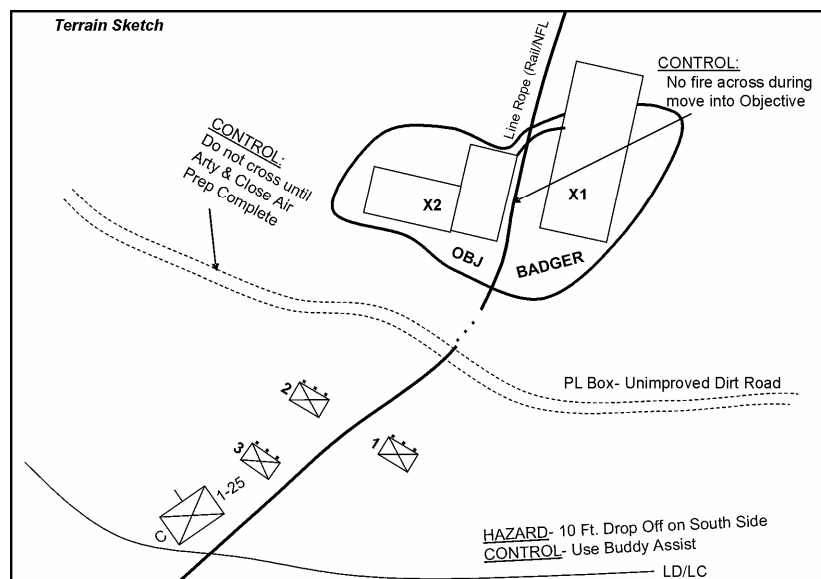 Terrain Sketch
CONTROL:
No fire across during
move into Objective
Line Rope (Rail/NFL
CONTROL:
Do not cross until
Arty & Close Air
Prep Complete
X2
X1
OBJ
BADGER
PL Box- Unimproved Dirt Road
2
3
1
C
1-25
HAZARD- 10 Ft. Drop Off on South Side
CONTROL- Use Buddy Assist
LD/LC